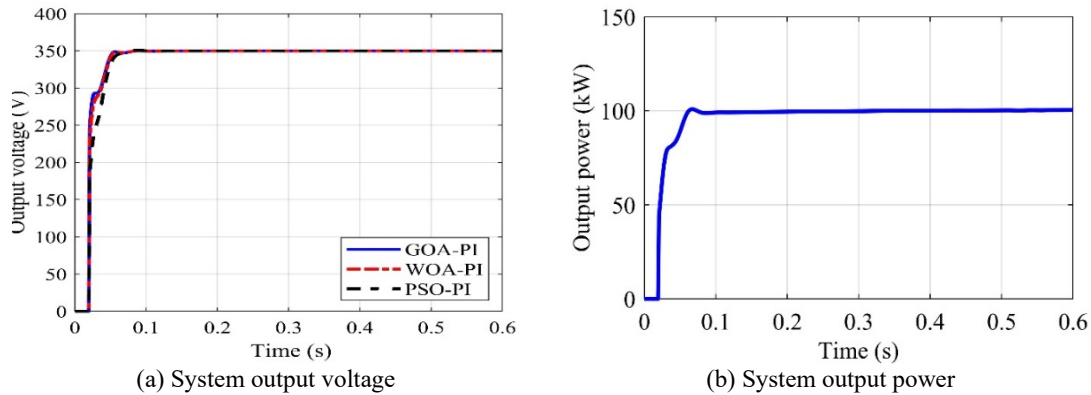 400
350
300
250
200
150
100
50
0
Output voltage (V)
GOA-PI
WOA-PI
PSO-PI
0 0.1 0.2 0.3 0.4 0.5 0.6
Time (s)
(a) System output voltage
150
100
50
0
Output power (kW)
0 0.1 0.2 0.3 0.4 0.5 0.6
Time (s)
(b) System output power